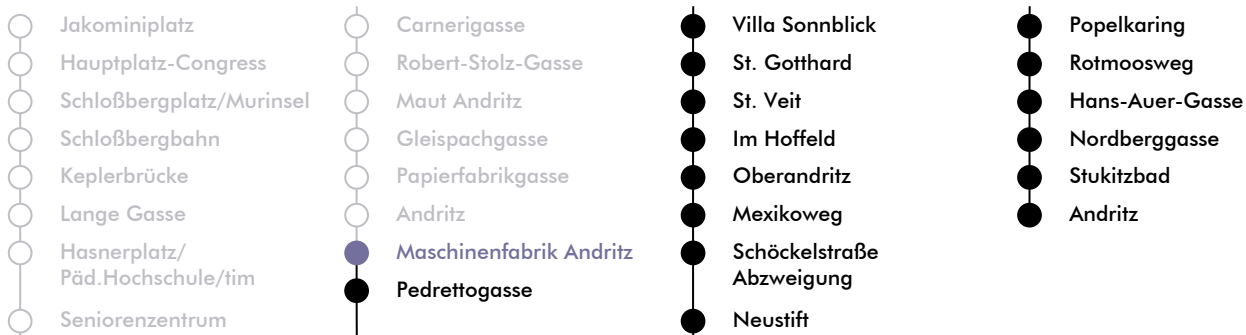 Jakominiplatz
Hauptplatz-Congress
Schloßbergplatz/Murinsel
Schloßbergbahn
Keplerbrücke
Lange Gasse
Hasnerplatz/
Päd.Hochschule/tim
Seniorenzentrum
Carnerigasse
Robert-Stolz-Gasse
Maut Andritz
Gleispachgasse
Papierfabrikgasse
Andritz
Maschinenfabrik Andritz
Pedrettogasse
Villa Sonnblick
St. Gotthard
St. Veit
Im Hoffeld
Oberandritz
Mexikoweg
Schöckelstraße
Abzweigung
Neustift
Popelkaring
Rotmoosweg
Hans-Auer-Gasse
Nordberggasse
Stukitzbad
Andritz